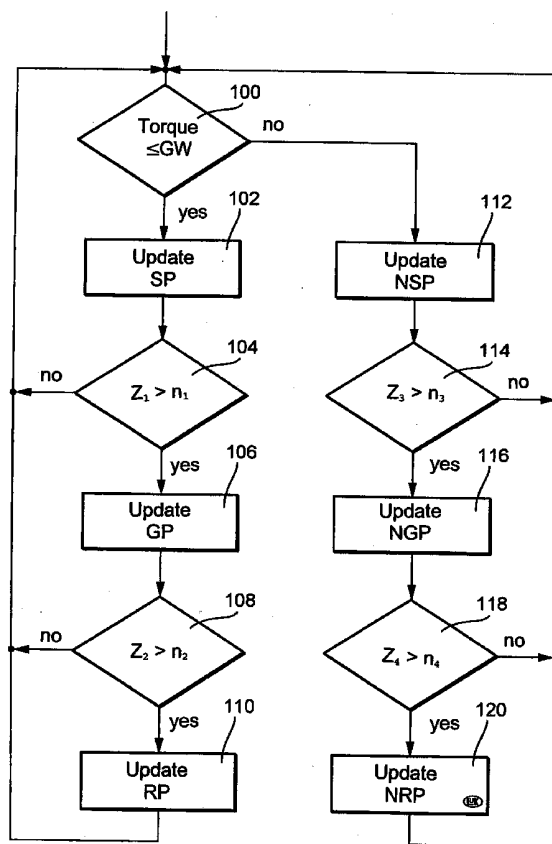 100
Torque
≤GW
no
yes
102
Update
SP
112
Update
NSP
104
no
Z₁ > n₁
yes
114
Z₃ > n₃
no
yes
106
Update
GP
116
Update
NGP
108
no
Z₂ > n₂
yes
118
Z₄ > n₄
no
yes
110
Update
RP
120
Update
NRP